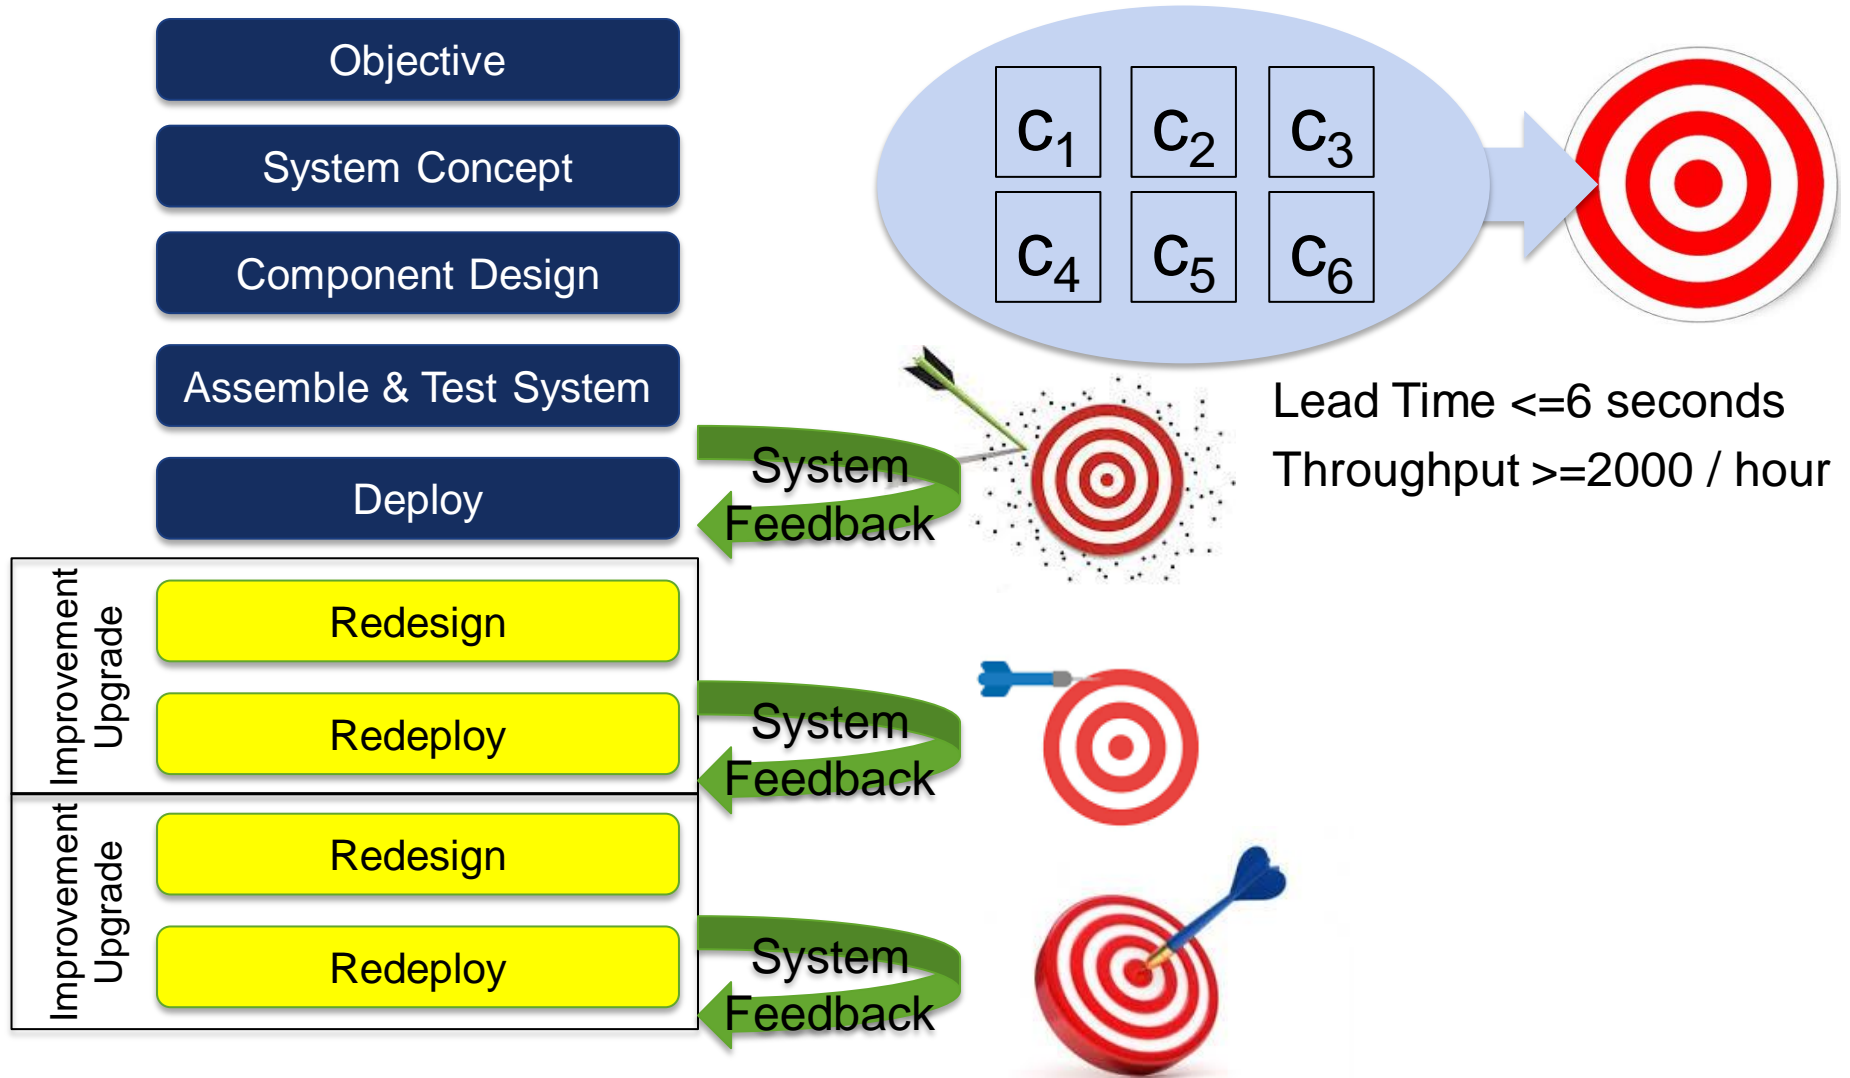 Objective
System Concept
Component Design
Assemble & Test System
Deploy
System
Feedback
Improvement
Upgrade
Redesign
Redeploy
System
Feedback
Improvement
Upgrade
Redesign
Redeploy
System
Feedback
c₁ c₂ c₃
c₄ c₅ c₆
Lead Time <=6 seconds
Throughput >=2000 / hour